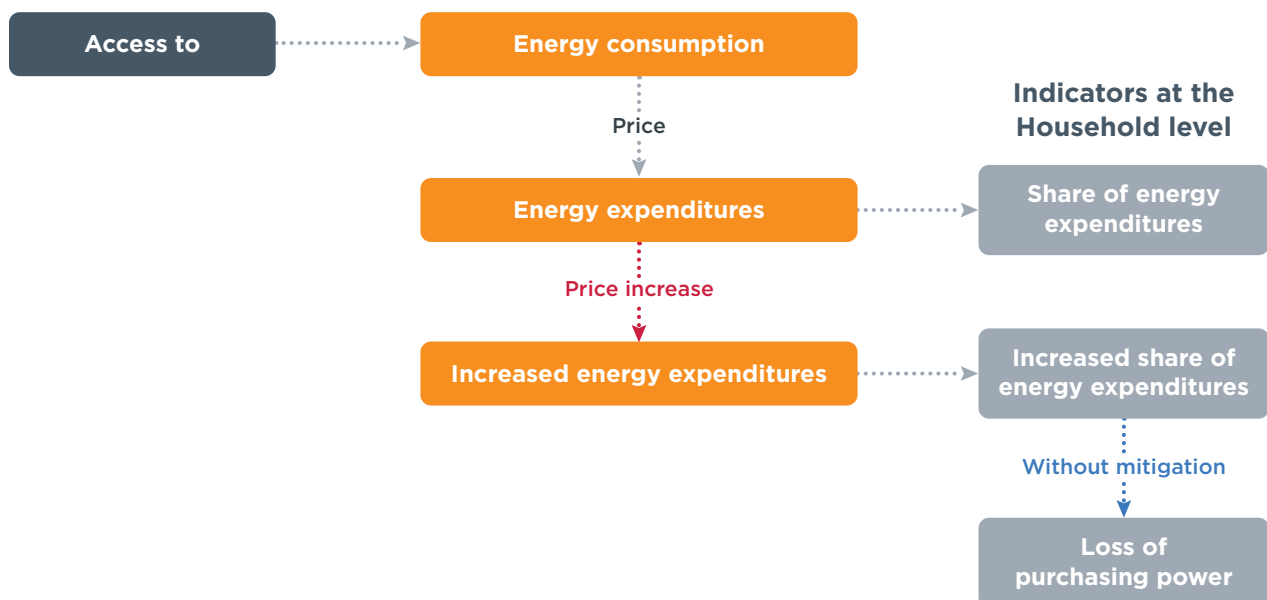 Access to
Energy consumption
Indicators at the
Household level
Price
Energy expenditures
Share of energy
expenditures
Price increase
Increased energy expenditures
Increased share of
energy expenditures
Without mitigation
Loss of
purchasing power